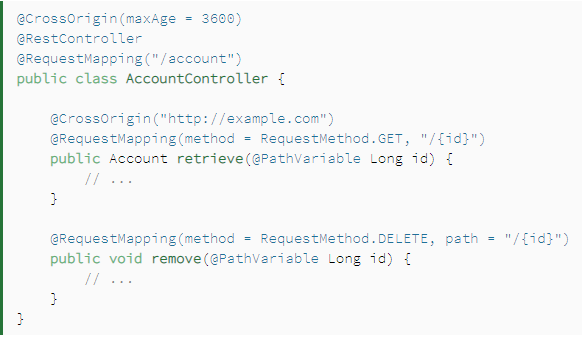 @CrossOrigin(maxAge = 3600)
@RestController
@RequestMapping("/account")
public class AccountController {
    @CrossOrigin("http://example.com")
    @RequestMapping(method = RequestMethod.GET, "/{id}")
    public Account retrieve(@PathVariable Long id) {
        // ...
    }
    @RequestMapping(method = RequestMethod.DELETE, path = "/{id}")
    public void remove(@PathVariable Long id) {
        // ...
    }
}